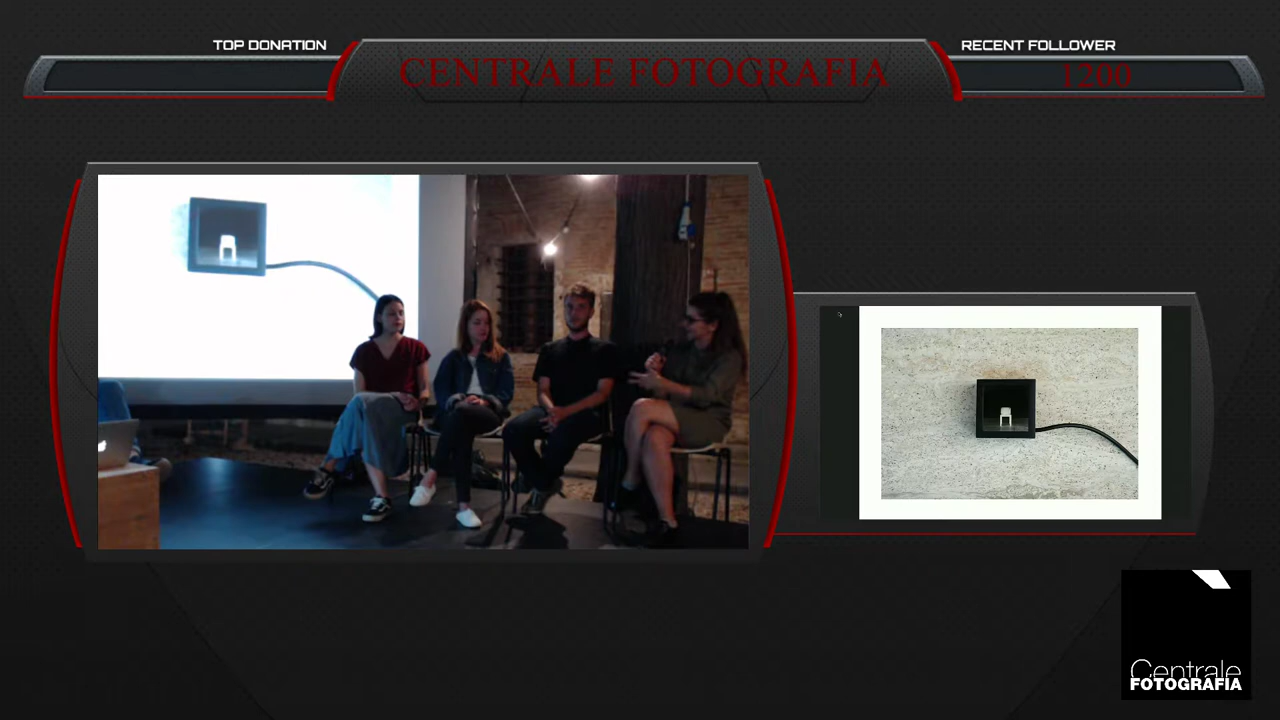 TOP DONATION
CENTRALE FOTOGRAFIA
RECENT FOLLOWER
1200
Centrale
FOTOGRAFIA